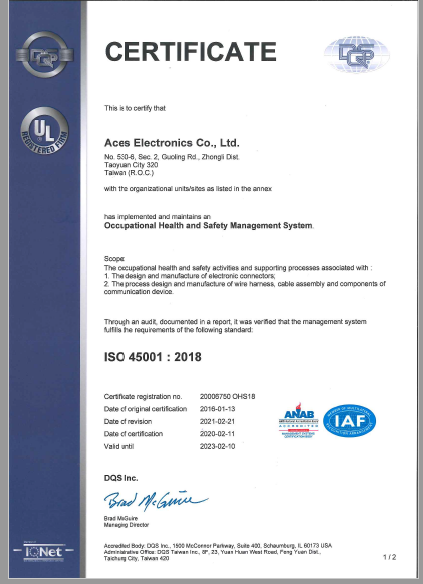 CERTIFICATE
DQS
DQS
UL
REGISTERED FIRM
This is to certify that
Aces Electronics Co., Ltd.
No. 530-6, Sec. 2, Guoling Rd., Zhongli Dist.
Taoyuan City 320
Taiwan (R.O.C.)
with the organizational units/sites as listed in the annex
has implemented and maintains an
Occupational Health and Safety Management System.
Scope:
The occupational health and safety activities and supporting processes associated with :
1. The design and manufacture of electronic connectors;
2. The process design and manufacture of wire harness, cable assembly and components of
communication device.
Through an audit, documented in a report, it was verified that the management system
fulfills the requirements of the following standard:
ISO 45001 : 2018
Certificate registration no. 20006750 OHS18
Date of original certification 2016-01-13
Date of revision 2021-02-21
Date of certification 2020-02-11
Valid until 2023-02-10
ANAB
ACCREDITED
MANAGEMENT SYSTEMS
CERTIFICATION BODY
IAF
DQS Inc.
Brad McGuire
Brad McGuire
Managing Director
IQNet
Accredited Body: DQS Inc., 1500 McConnor Parkway, Suite 400, Schaumburg, IL 60173 USA
Administrative Office: DQS Taiwan Inc., 8F, 23, Yuan Huan West Road, Feng Yuan Dist.,
Taichung City, Taiwan 420
1 / 2